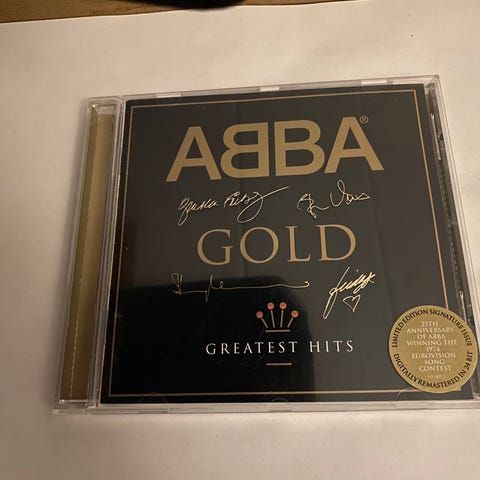 AᗺBA®
GOLD
GREATEST HITS
LIMITED EDITION SIGNATURE ISSUE
25TH
ANNIVERSARY
OF ABBA
WINNING THE
1974
EUROVISION
SONG
CONTEST
DIGITALLY REMASTERED IN 24 BIT